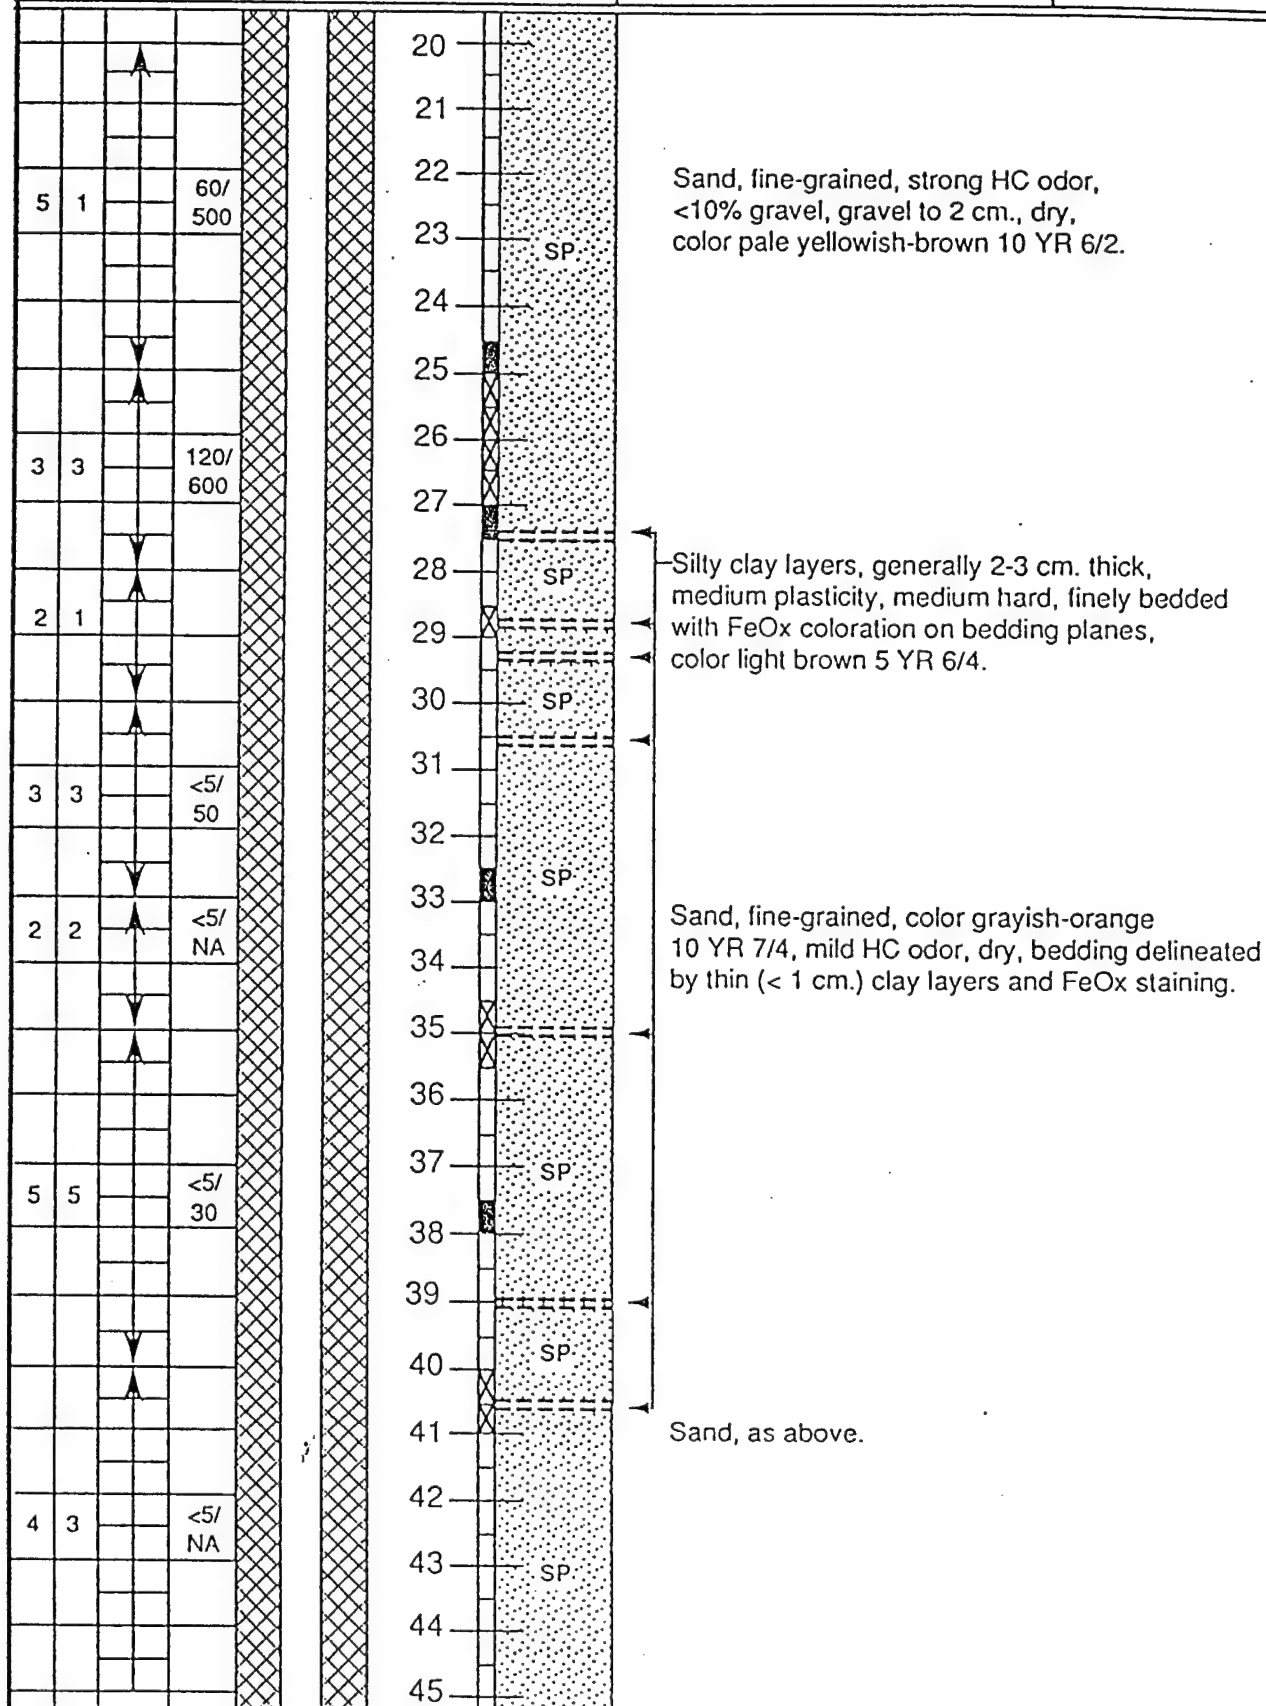 20
21
22
5 1 60/
500
Sand, fine-grained, strong HC odor,
<10% gravel, gravel to 2 cm., dry,
color pale yellowish-brown 10 YR 6/2.
23
SP
24
25
26
3 3 120/
600
27
28
SP
Silty clay layers, generally 2-3 cm. thick,
medium plasticity, medium hard, finely bedded
with FeOx coloration on bedding planes,
color light brown 5 YR 6/4.
2 1
29
30
SP
31
3 3 <5/
50
32
SP
33
2 2 <5/
NA
Sand, fine-grained, color grayish-orange
10 YR 7/4, mild HC odor, dry, bedding delineated
by thin (< 1 cm.) clay layers and FeOx staining.
34
35
36
37
SP
5 5 <5/
30
38
39
SP
40
41
Sand, as above.
42
4 3 <5/
NA
43
SP
44
45